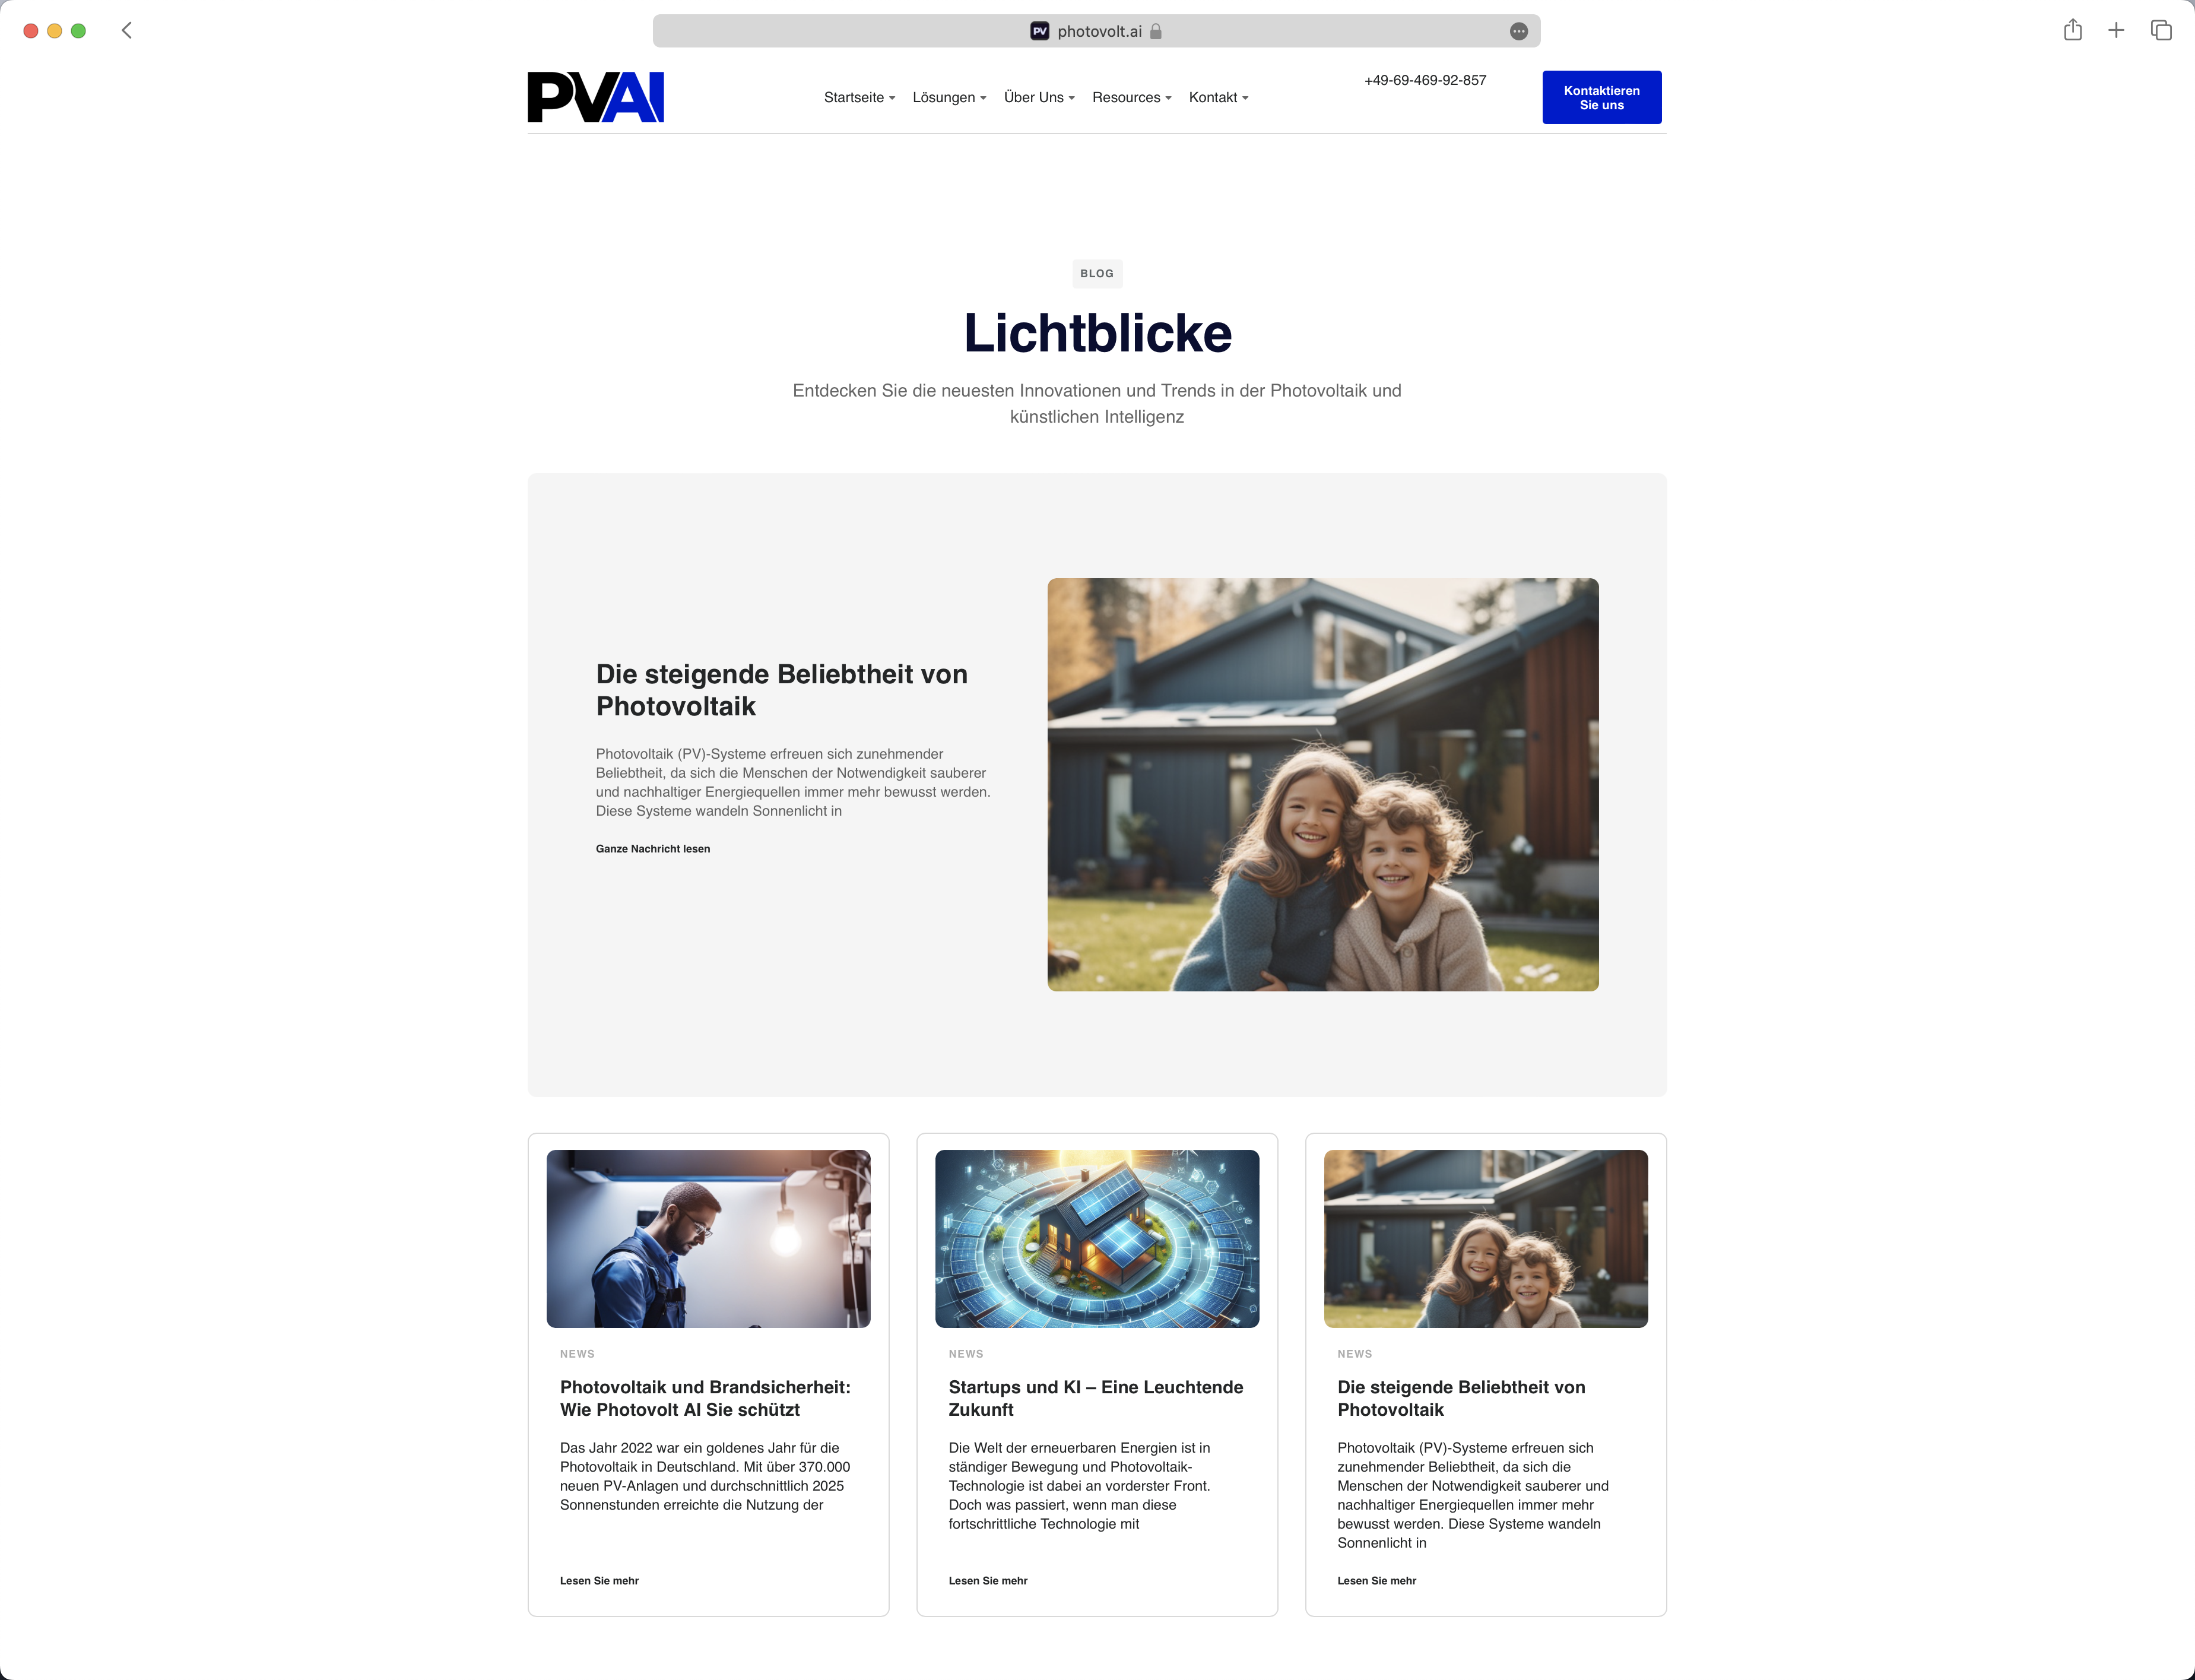 PV photovolt.ai
PVAI
Startseite Lösungen Über Uns Resources Kontakt
+49-69-469-92-857
Kontaktieren
Sie uns
BLOG
Lichtblicke
Entdecken Sie die neuesten Innovationen und Trends in der Photovoltaik und
künstlichen Intelligenz
Die steigende Beliebtheit von
Photovoltaik
Photovoltaik (PV)-Systeme erfreuen sich zunehmender
Beliebtheit, da sich die Menschen der Notwendigkeit sauberer
und nachhaltiger Energiequellen immer mehr bewusst werden.
Diese Systeme wandeln Sonnenlicht in
Ganze Nachricht lesen
NEWS
Photovoltaik und Brandsicherheit:
Wie Photovolt AI Sie schützt
Das Jahr 2022 war ein goldenes Jahr für die
Photovoltaik in Deutschland. Mit über 370.000
neuen PV-Anlagen und durchschnittlich 2025
Sonnenstunden erreichte die Nutzung der
Lesen Sie mehr
NEWS
Startups und KI – Eine Leuchtende
Zukunft
Die Welt der erneuerbaren Energien ist in
ständiger Bewegung und Photovoltaik-
Technologie ist dabei an vorderster Front.
Doch was passiert, wenn man diese
fortschrittliche Technologie mit
Lesen Sie mehr
NEWS
Die steigende Beliebtheit von
Photovoltaik
Photovoltaik (PV)-Systeme erfreuen sich
zunehmender Beliebtheit, da sich die
Menschen der Notwendigkeit sauberer und
nachhaltiger Energiequellen immer mehr
bewusst werden. Diese Systeme wandeln
Sonnenlicht in
Lesen Sie mehr